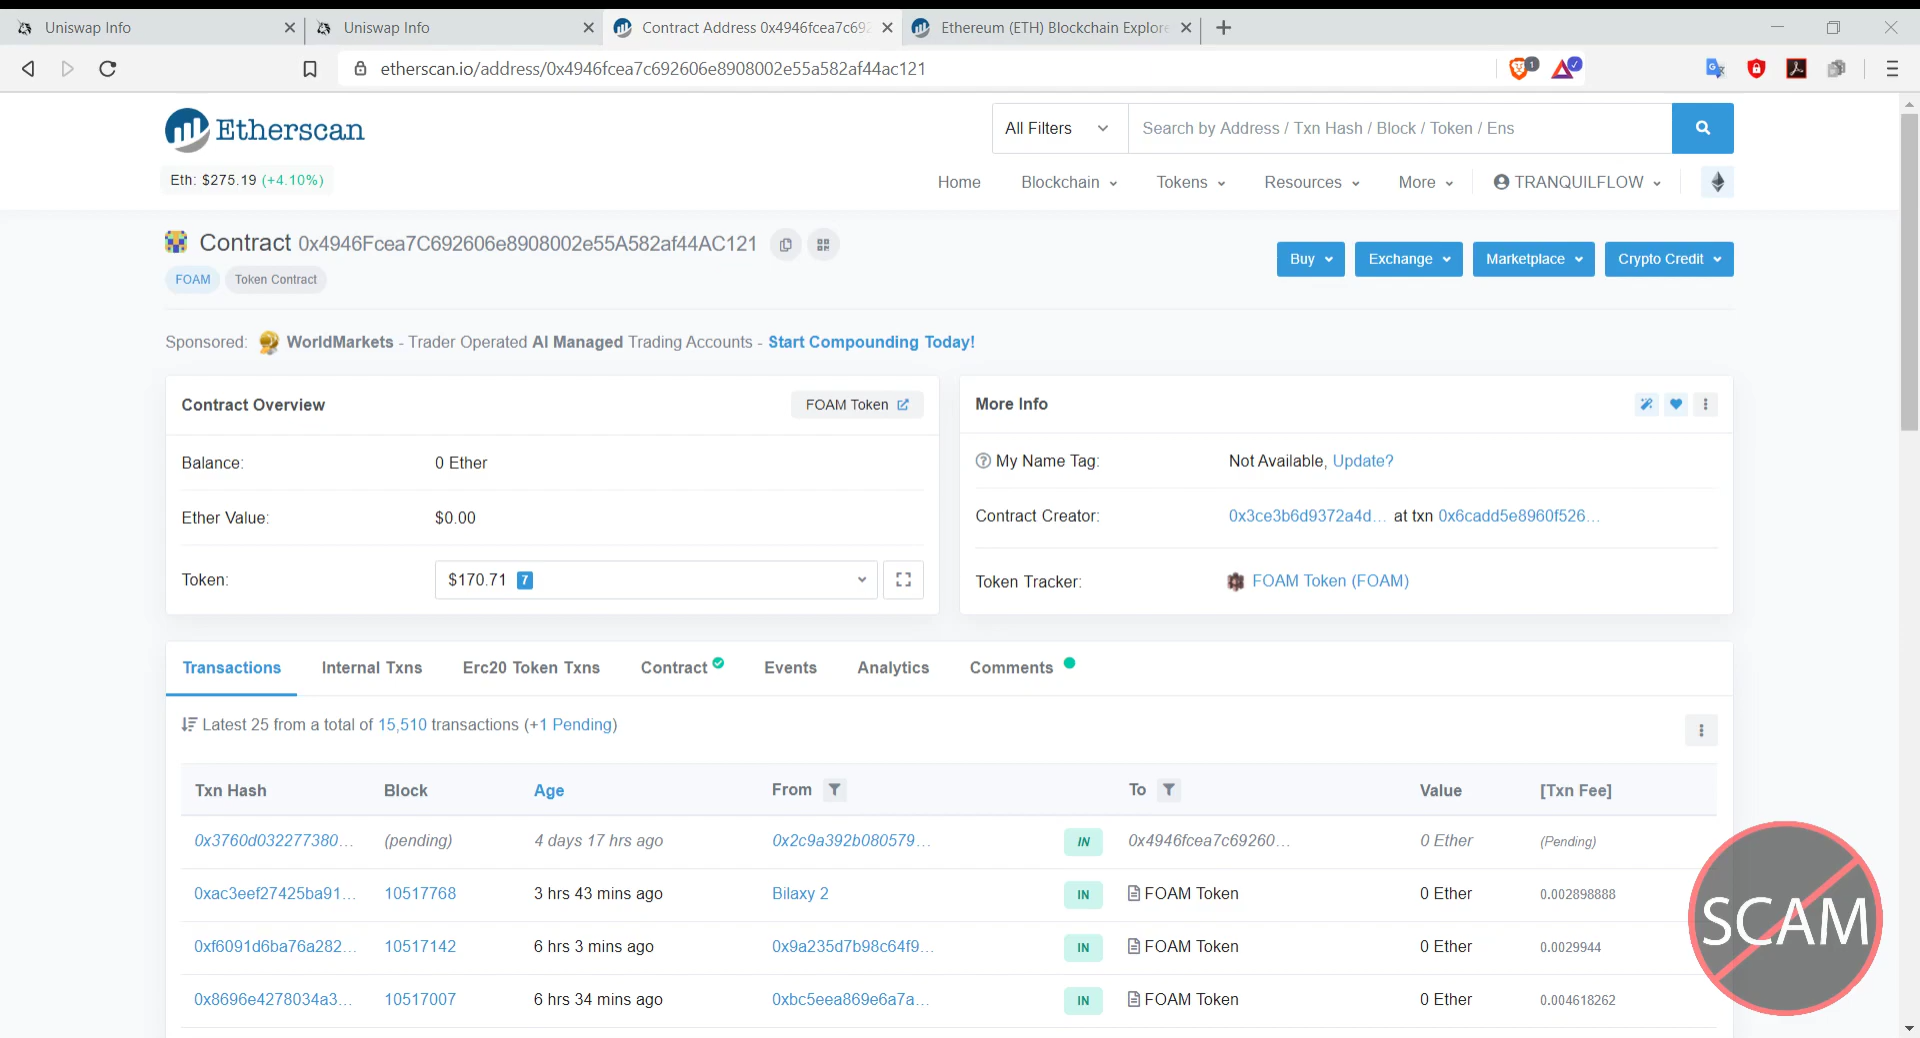 Uniswap Info
Uniswap Info
Contract Address 0x4946fcea7c692
Ethereum (ETH) Blockchain Explore
etherscan.io/address/0x4946fcea7c692606e8908002e55a582af44ac121
1
Etherscan
All Filters
Search by Address / Txn Hash / Block / Token / Ens
Eth: $275.19 (+4.10%)
Home Blockchain Tokens Resources More TRANQUILFLOW
Contract 0x4946Fcea7C692606e8908002e55A582af44AC121
Buy Exchange Marketplace Crypto Credit
FOAM Token Contract
Sponsored: WorldMarkets - Trader Operated AI Managed Trading Accounts - Start Compounding Today!
Contract Overview
FOAM Token
Balance: 0 Ether
Ether Value: $0.00
Token: $170.71 7
More Info
My Name Tag: Not Available, Update?
Contract Creator: 0x3ce3b6d9372a4d... at txn 0x6cadd5e8960f526...
Token Tracker: FOAM Token (FOAM)
Transactions Internal Txns Erc20 Token Txns Contract Events Analytics Comments
Latest 25 from a total of 15,510 transactions (+1 Pending)
Txn Hash Block Age From To Value [Txn Fee]
0x3760d032277380... (pending) 4 days 17 hrs ago 0x2c9a392b080579... IN 0x4946fcea7c69260... 0 Ether (Pending)
0xac3eef27425ba91... 10517768 3 hrs 43 mins ago Bilaxy 2 IN FOAM Token 0 Ether 0.002898888
0xf6091d6ba76a282... 10517142 6 hrs 3 mins ago 0x9a235d7b98c64f9... IN FOAM Token 0 Ether 0.0029944
0x8696e4278034a3... 10517007 6 hrs 34 mins ago 0xbc5eea869e6a7a... IN FOAM Token 0 Ether 0.004618262
SCAM